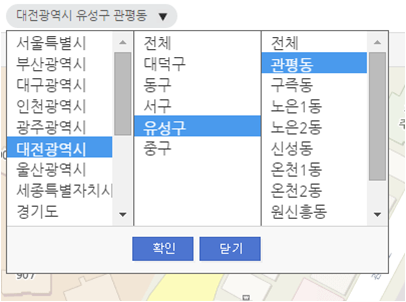 대전광역시 유성구 관평동 ▼
서울특별시
부산광역시
대구광역시
인천광역시
광주광역시
대전광역시
울산광역시
세종특별자치시
경기도
전체
대덕구
동구
서구
유성구
중구
전체
관평동
구즉동
노은1동
노은2동
신성동
온천1동
온천2동
원신흥동
확인
닫기
907